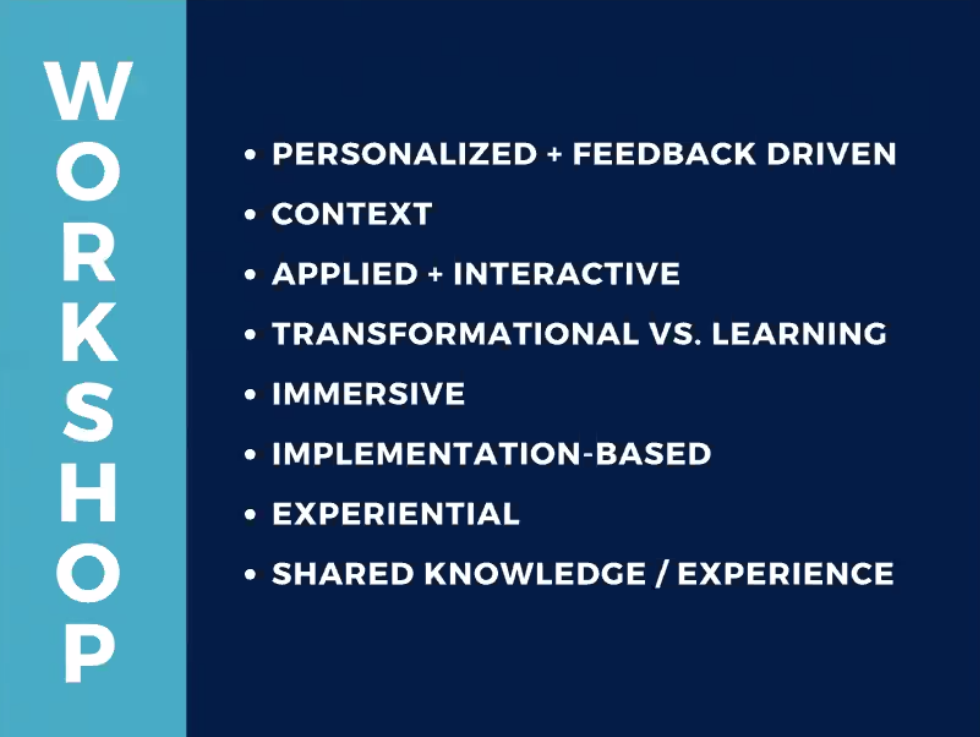 WORKSHOP
• PERSONALIZED + FEEDBACK DRIVEN
• CONTEXT
• APPLIED + INTERACTIVE
• TRANSFORMATIONAL VS. LEARNING
• IMMERSIVE
• IMPLEMENTATION-BASED
• EXPERIENTIAL
• SHARED KNOWLEDGE / EXPERIENCE